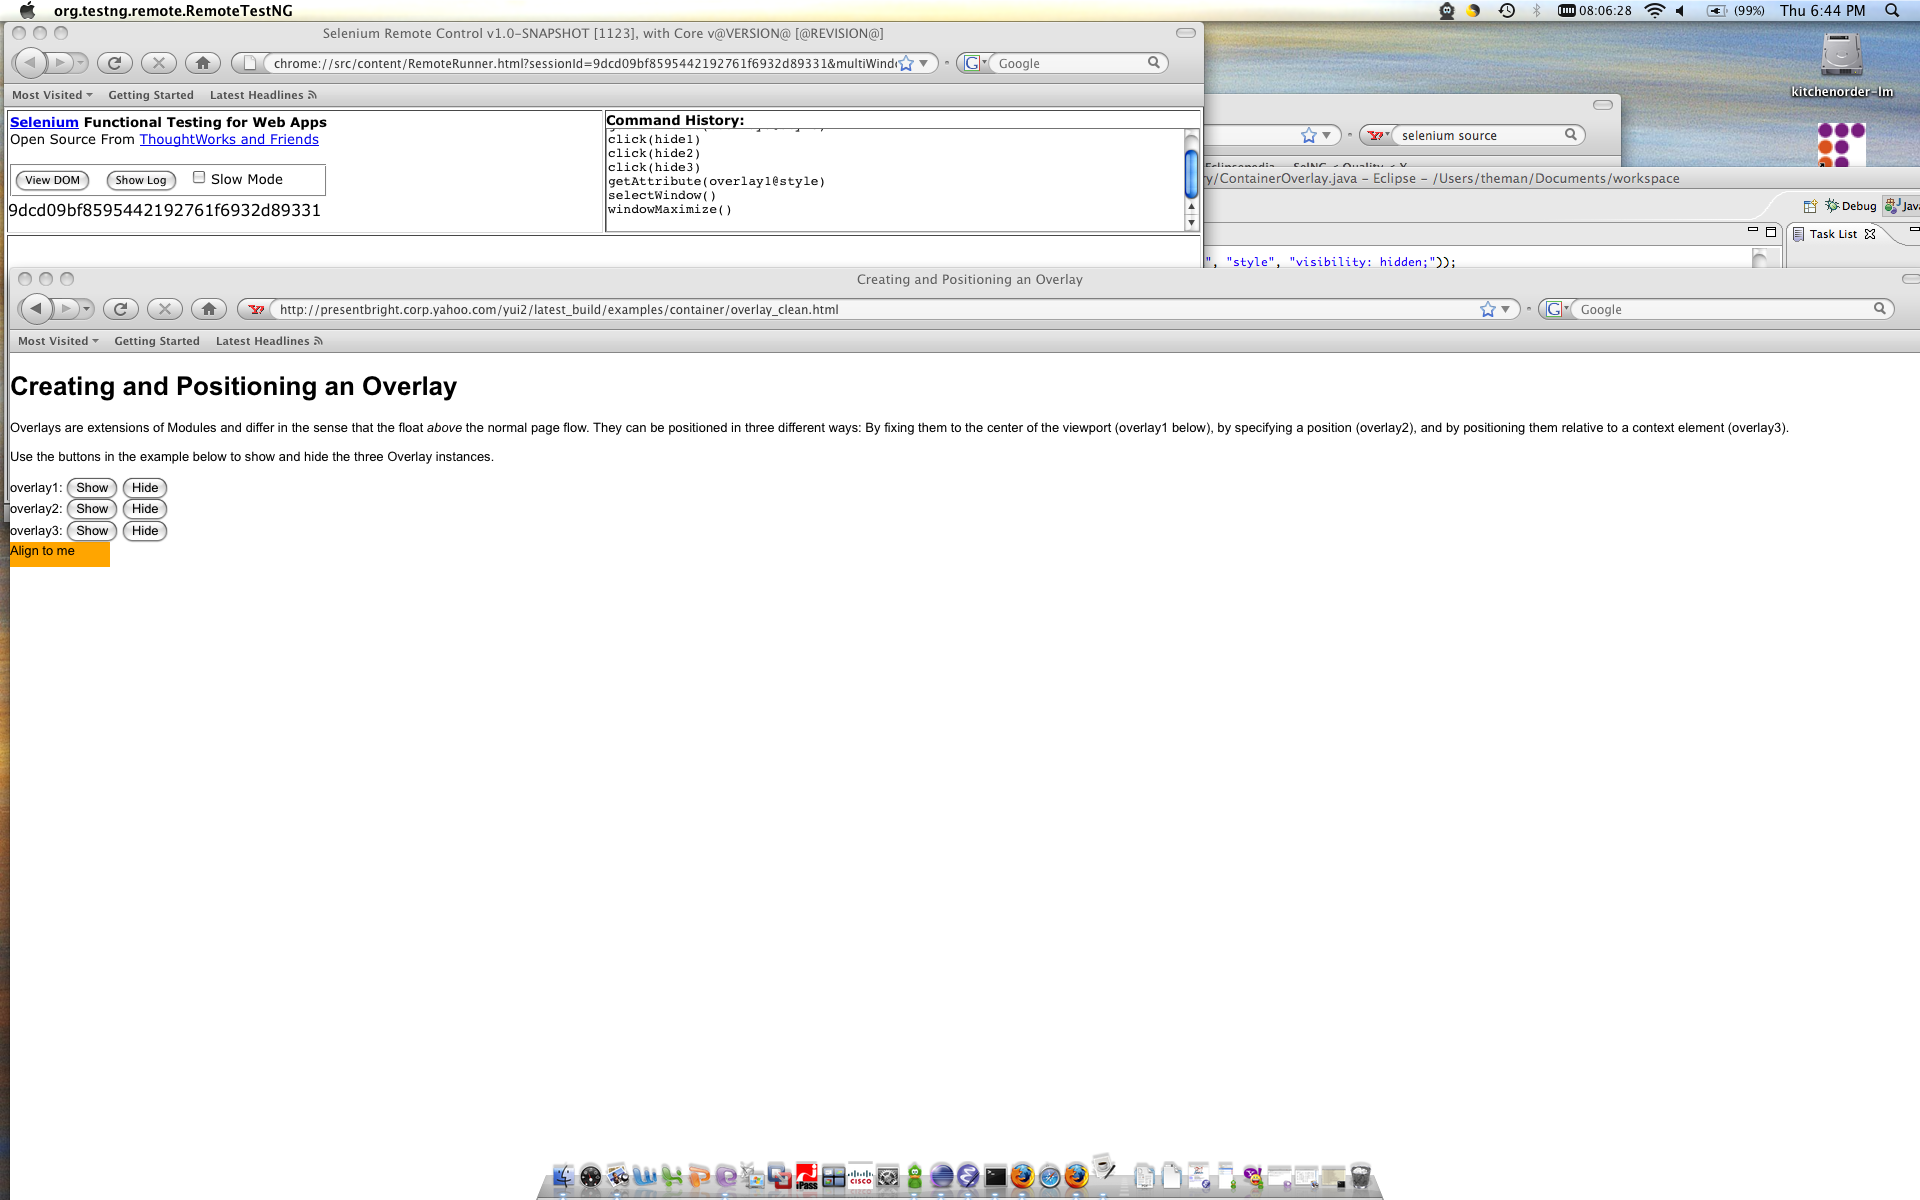 org.testng.remote.RemoteTestNG
08:06:28
(99%)
Thu 6:44 PM
Selenium Remote Control v1.0-SNAPSHOT [1123], with Core v@VERSION@ [@REVISION@]
chrome://src/content/RemoteRunner.html?sessionId=9dcd09bf8595442192761f6932d89331&multiWind
Google
Most Visited
Getting Started
Latest Headlines
Selenium Functional Testing for Web Apps
Open Source From ThoughtWorks and Friends
View DOM
Show Log
Slow Mode
9dcd09bf8595442192761f6932d89331
Command History:
click(hide1)
click(hide2)
click(hide3)
getAttribute(overlay1@style)
selectWindow()
windowMaximize()
kitchenorder-lm
selenium source
y/ContainerOverlay.java – Eclipse – /Users/theman/Documents/workspace
Debug
Java
Task List
", "style", "visibility: hidden;"));
Creating and Positioning an Overlay
http://presentbright.corp.yahoo.com/yui2/latest_build/examples/container/overlay_clean.html
Google
Most Visited
Getting Started
Latest Headlines
Creating and Positioning an Overlay
Overlays are extensions of Modules and differ in the sense that the float above the normal page flow. They can be positioned in three different ways: By fixing them to the center of the viewport (overlay1 below), by specifying a position (overlay2), and by positioning them relative to a context element (overlay3).
Use the buttons in the example below to show and hide the three Overlay instances.
overlay1: Show Hide
overlay2: Show Hide
overlay3: Show Hide
Align to me
iPass
CISCO